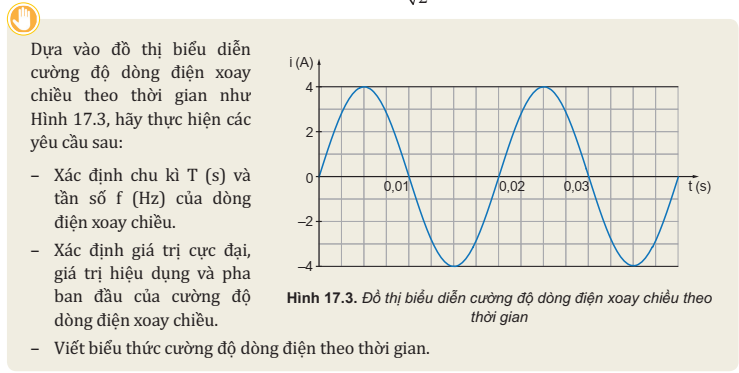 √2
Dựa vào đồ thị biểu diễn
cường độ dòng điện xoay
chiều theo thời gian như
Hình 17.3, hãy thực hiện các
yêu cầu sau:
– Xác định chu kì T (s) và
tần số f (Hz) của dòng
điện xoay chiều.
– Xác định giá trị cực đại,
giá trị hiệu dụng và pha
ban đầu của cường độ
dòng điện xoay chiều.
– Viết biểu thức cường độ dòng điện theo thời gian.
i (A)
4
2
0
–2
–4
0,01
0,02
0,03
t (s)
Hình 17.3. Đồ thị biểu diễn cường độ dòng điện xoay chiều theo
thời gian